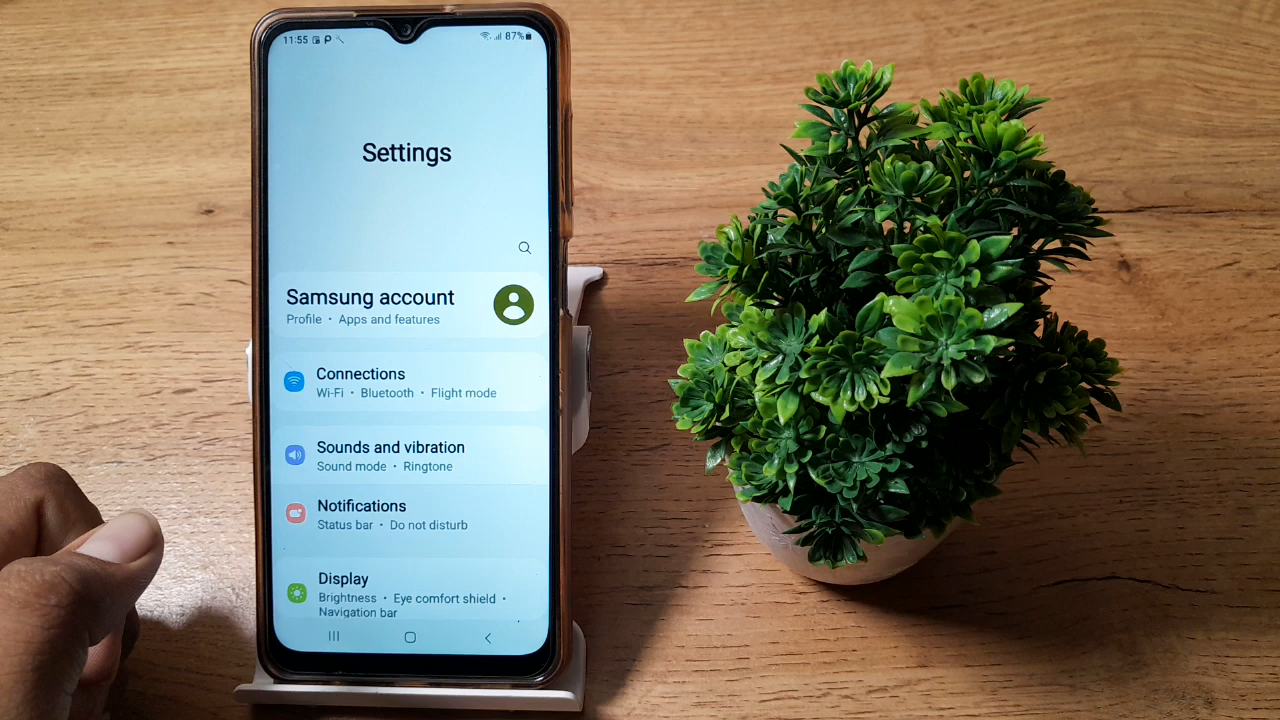 11:55
87%
Settings
Samsung account
Profile • Apps and features
Connections
Wi-Fi • Bluetooth • Flight mode
Sounds and vibration
Sound mode • Ringtone
Notifications
Status bar • Do not disturb
Display
Brightness • Eye comfort shield •
Navigation bar